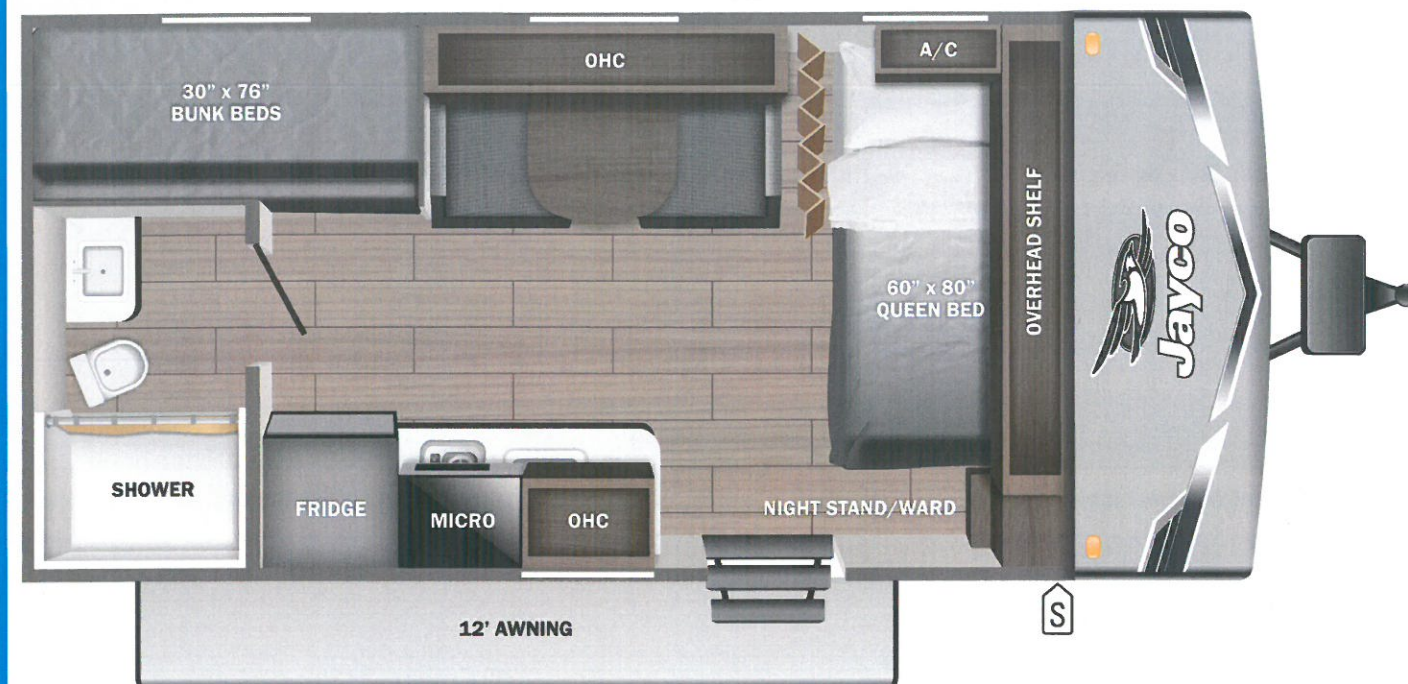 30" x 76"
BUNK BEDS
OHC
A/C
OVERHEAD SHELF
60" x 80"
QUEEN BED
Jayco
SHOWER
FRIDGE
MICRO
OHC
NIGHT STAND/WARD
12' AWNING
S